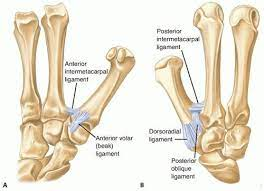 Anterior
intermetacarpal
ligament
Anterior volar
(beak)
ligament
A
Posterior
intermetacarpal
ligament
Dorsoradial
ligament
Posterior
oblique
ligament
B